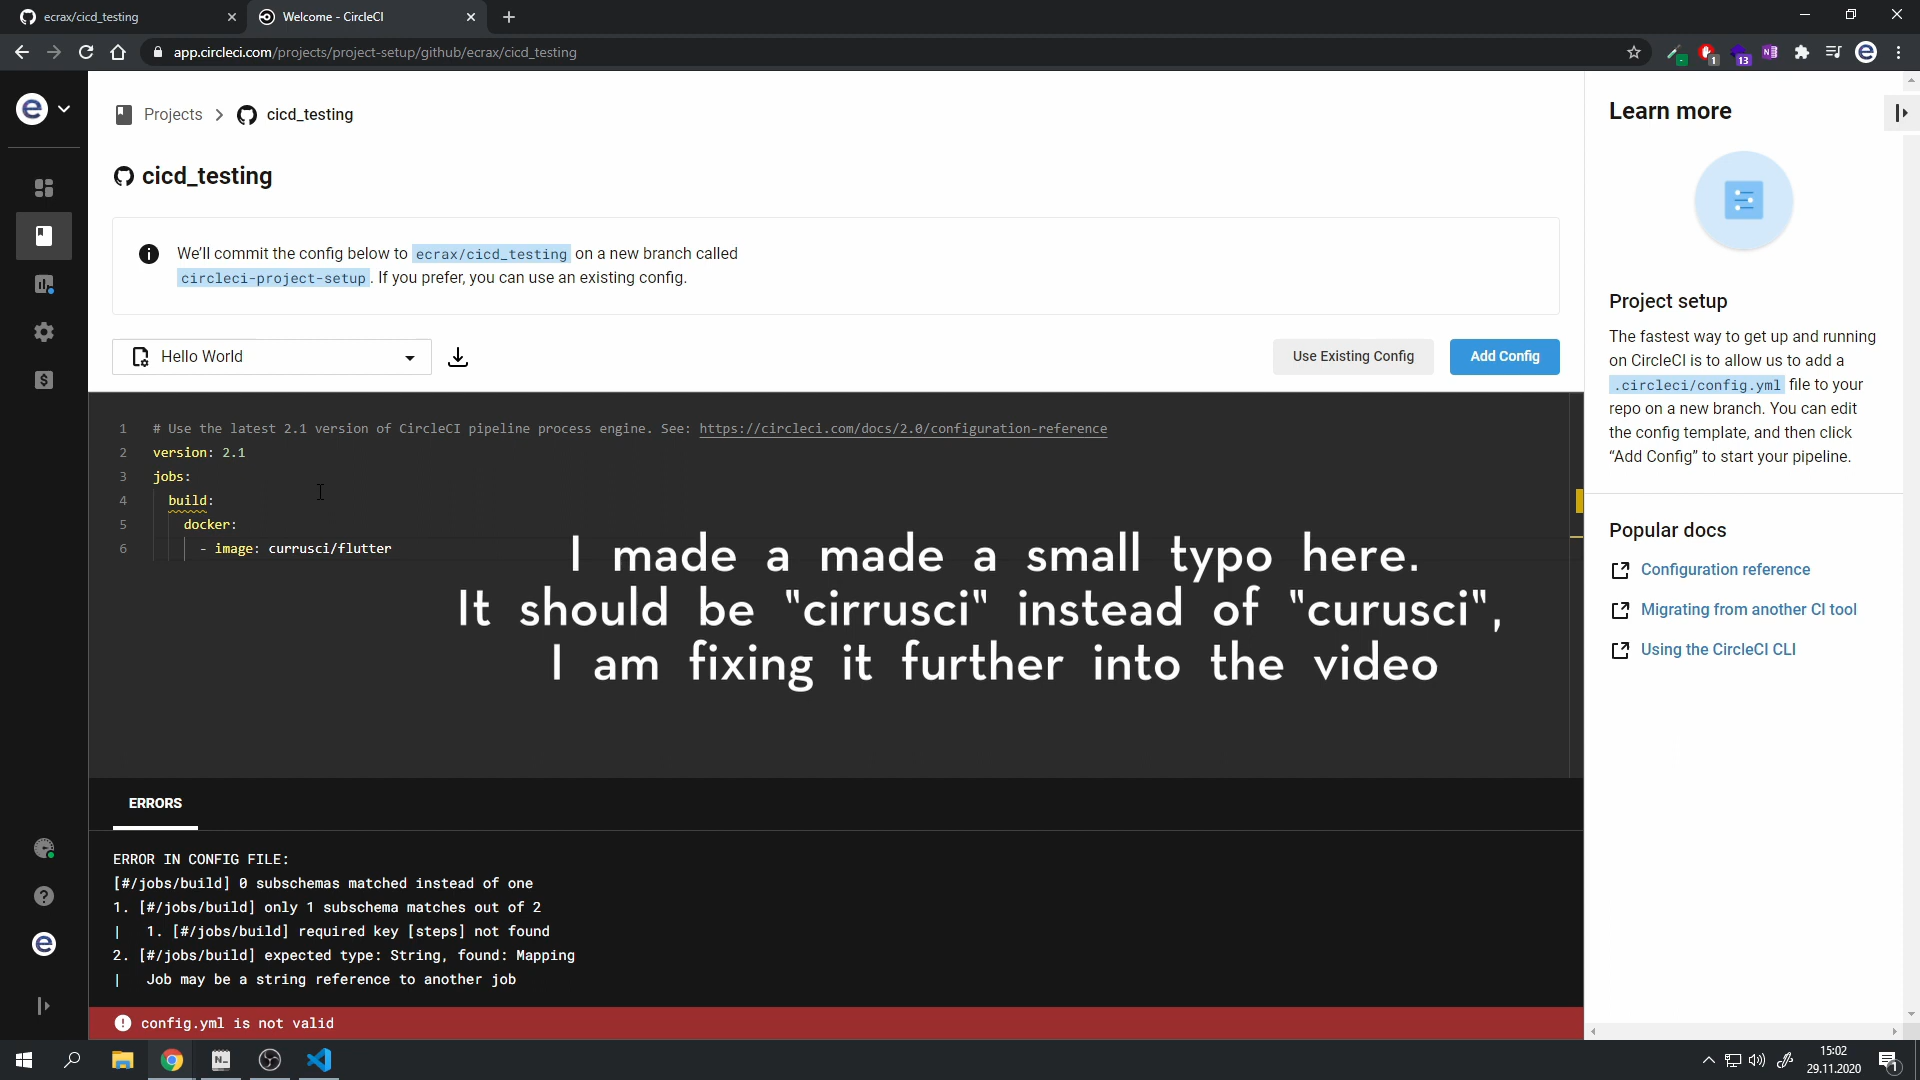 ecrax/cicd_testing
Welcome - CircleCI
app.circleci.com/projects/project-setup/github/ecrax/cicd_testing
1
13
N
e
e
Projects
cicd_testing
cicd_testing
We'll commit the config below to ecrax/cicd_testing on a new branch called
circleci-project-setup. If you prefer, you can use an existing config.
Hello World
Use Existing Config
Add Config
1 # Use the latest 2.1 version of CircleCI pipeline process engine. See: https://circleci.com/docs/2.0/configuration-reference
2 version: 2.1
3 jobs:
4 build:
5 docker:
6 - image: currusci/flutter
I made a made a small typo here.
It should be "cirrusci" instead of "curusci",
I am fixing it further into the video
ERRORS
ERROR IN CONFIG FILE:
[#/jobs/build] 0 subschemas matched instead of one
1. [#/jobs/build] only 1 subschema matches out of 2
| 1. [#/jobs/build] required key [steps] not found
2. [#/jobs/build] expected type: String, found: Mapping
| Job may be a string reference to another job
config.yml is not valid
Learn more
Project setup
The fastest way to get up and running
on CircleCI is to allow us to add a
.circleci/config.yml file to your
repo on a new branch. You can edit
the config template, and then click
“Add Config” to start your pipeline.
Popular docs
Configuration reference
Migrating from another CI tool
Using the CircleCI CLI
e
N..
15:02
29.11.2020
1